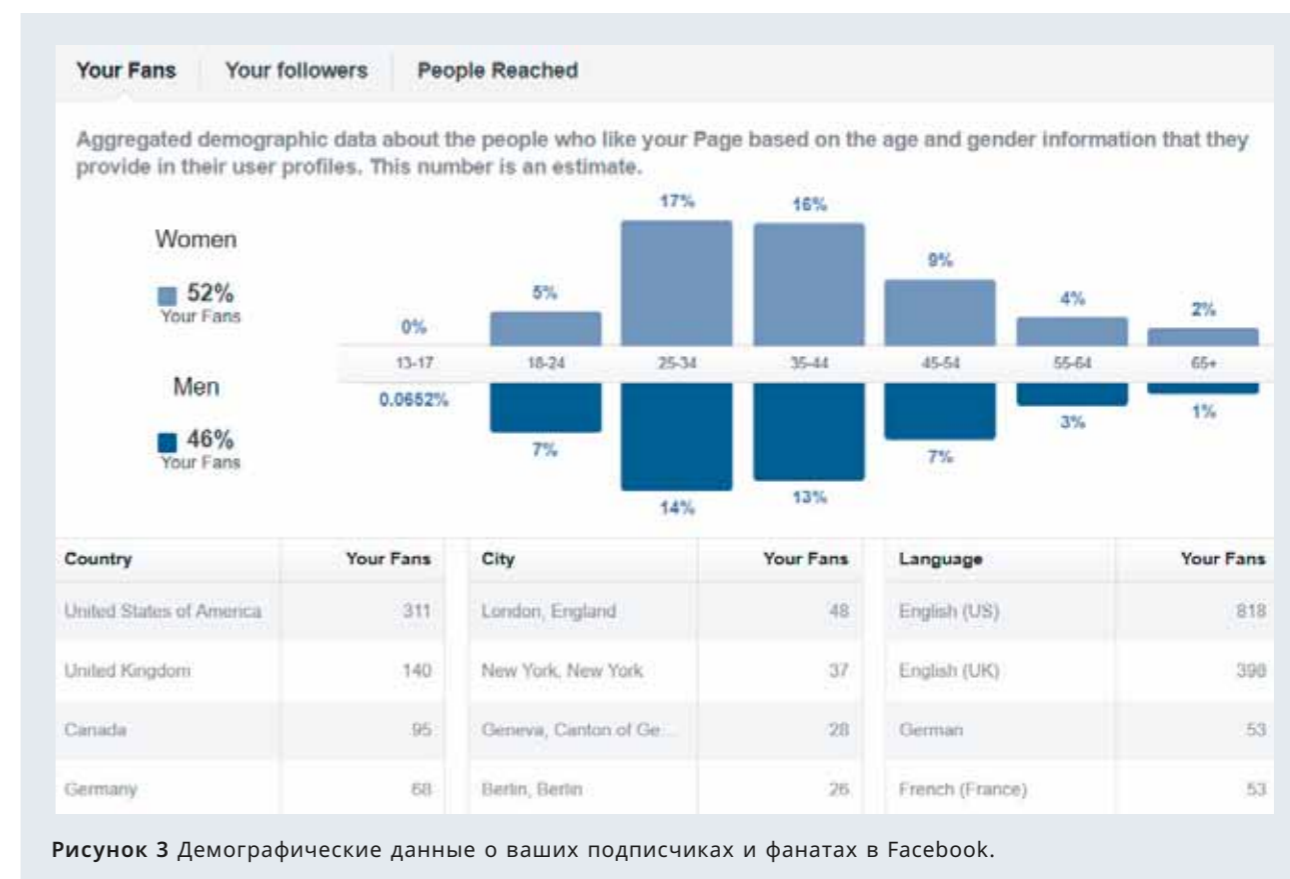 Your Fans Your followers People Reached
Aggregated demographic data about the people who like your Page based on the age and gender information that they
provide in their user profiles. This number is an estimate.
Women
52%
Your Fans
Men
46%
Your Fans
0% 5% 17% 16% 9% 4% 2%
13-17 18-24 25-34 35-44 45-54 55-64 65+
0.0652% 7% 14% 13% 7% 3% 1%
Country Your Fans City Your Fans Language Your Fans
United States of America 311 London, England 48 English (US) 818
United Kingdom 140 New York, New York 37 English (UK) 398
Canada 95 Geneva, Canton of Ge... 28 German 53
Germany 68 Berlin, Berlin 26 French (France) 53
Рисунок 3 Демографические данные о ваших подписчиках и фанатах в Facebook.